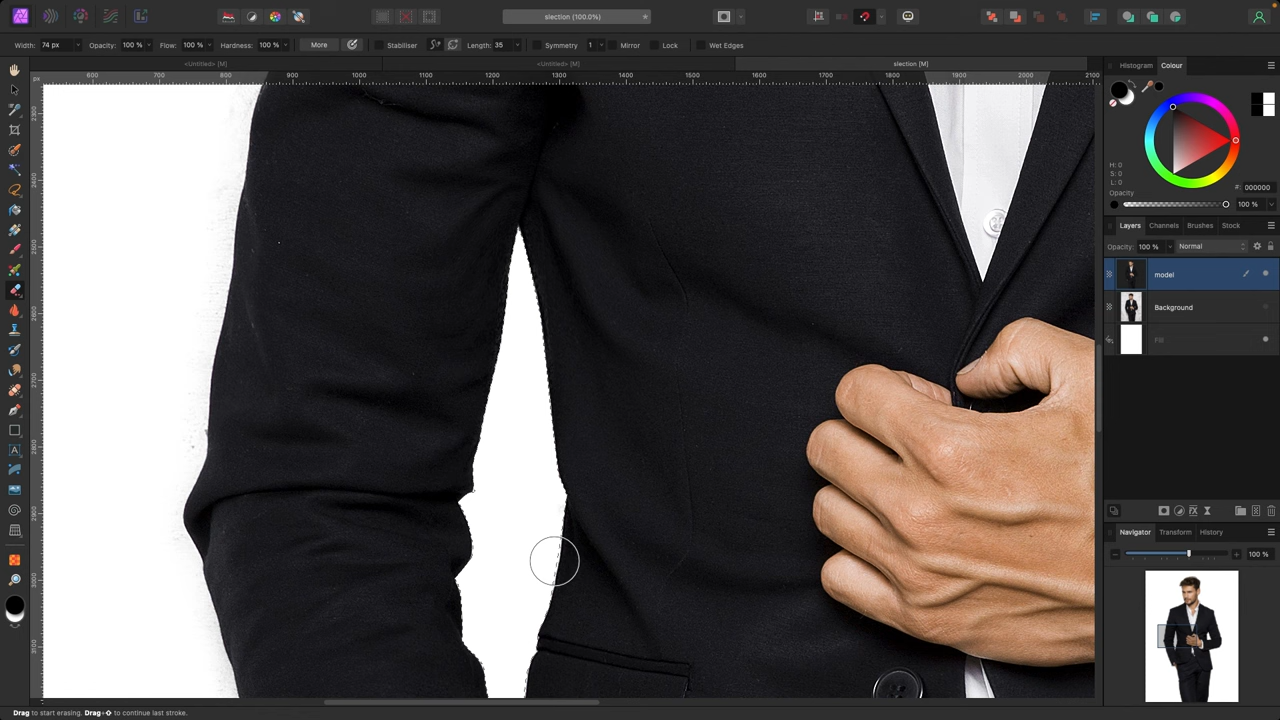 slection (100.0%)
Width: 74 px Opacity: 100 % Flow: 100 % Hardness: 100 % More Stabiliser Length: 35 Symmetry 1 Mirror Lock Wet Edges
<Untitled> [M] <Untitled> [M] slection [M]
px 600 700 800 900 1000 1100 1200 1300 1400 1500 1600 1700 1800 1900 2000 2100
Histogram Colour
H: 0
S: 0
L: 0
#: 000000
Opacity
100 %
Layers Channels Brushes Stock
Opacity: 100 % Normal
model
Background
Fill
Navigator Transform History
100 %
Drag to start erasing. Drag+⇧ to continue last stroke.